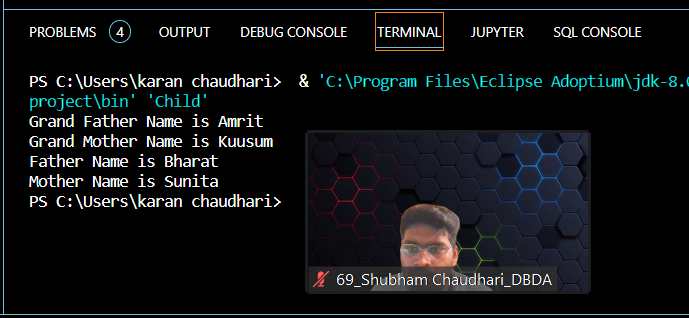 PROBLEMS 4 OUTPUT DEBUG CONSOLE TERMINAL JUPYTER SQL CONSOLE
PS C:\Users\karan chaudhari> & 'C:\Program Files\Eclipse Adoptium\jdk-8.0
project\bin' 'Child'
Grand Father Name is Amrit
Grand Mother Name is Kuusum
Father Name is Bharat
Mother Name is Sunita
PS C:\Users\karan chaudhari>
69_Shubham Chaudhari_DBDA